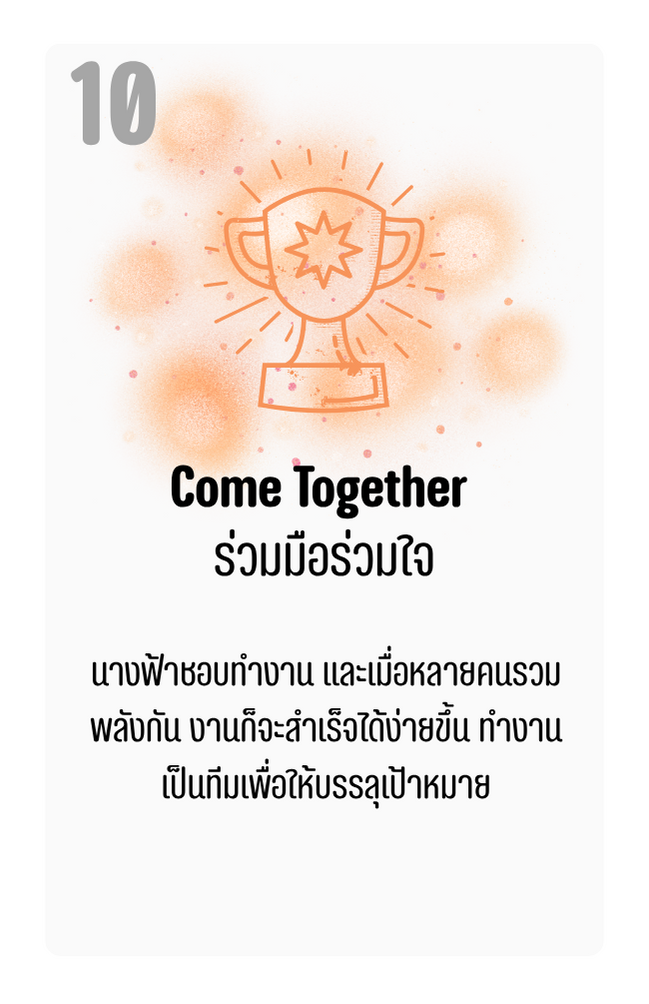 10
Come Together
ร่วมมือร่วมใจ
นางฟ้าชอบทำงาน และเมื่อหลายคนรวม
พลังกัน งานก็จะสำเร็จได้ง่ายขึ้น ทำงาน
เป็นทีมเพื่อให้บรรลุเป้าหมาย